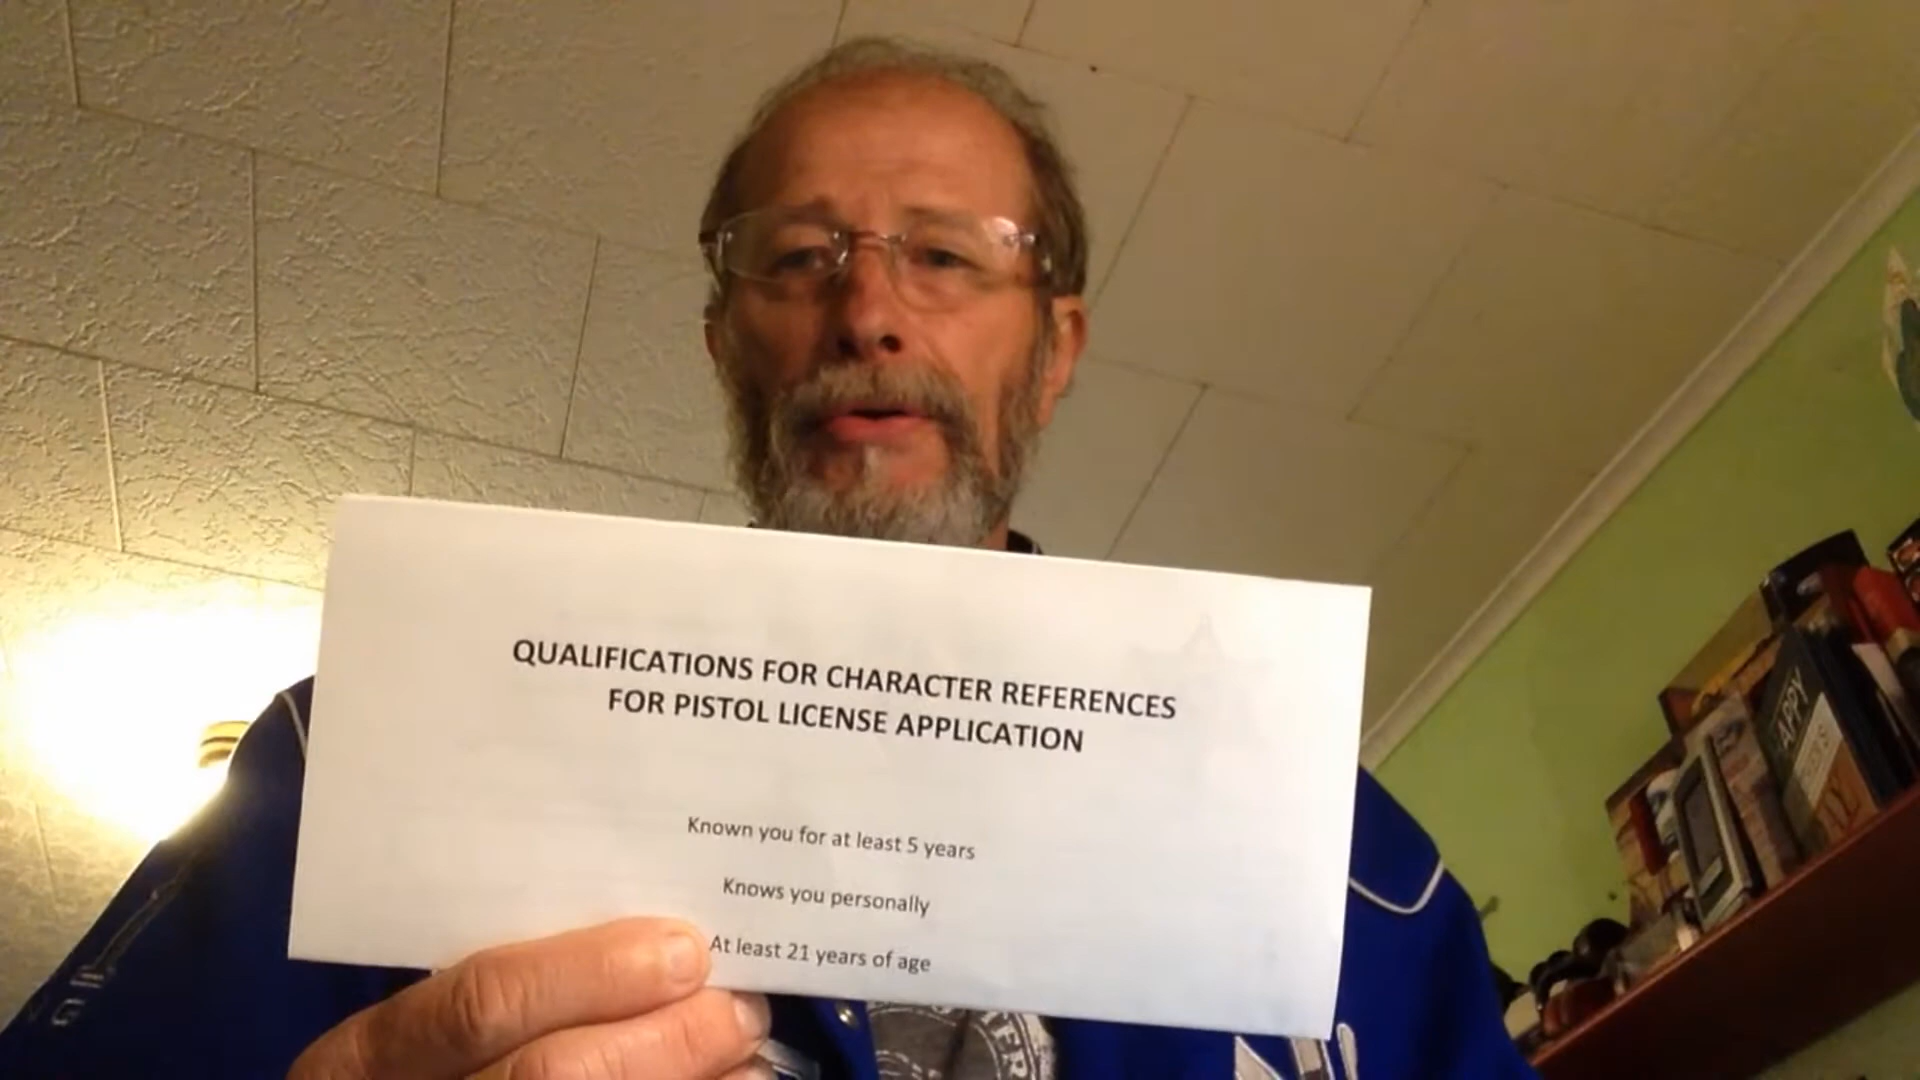 QUALIFICATIONS FOR CHARACTER REFERENCES
FOR PISTOL LICENSE APPLICATION
Known you for at least 5 years
Knows you personally
At least 21 years of age